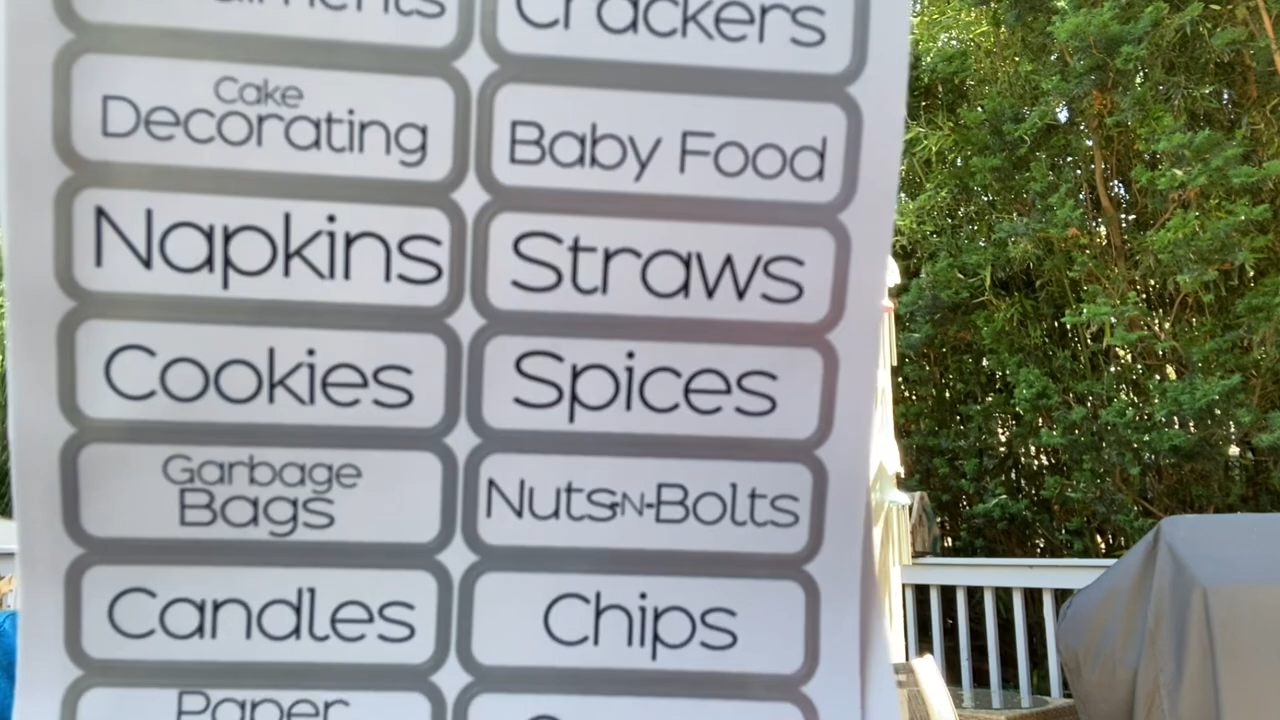 Crackers
Cake
Decorating
Baby Food
Napkins
Straws
Cookies
Spices
Garbage
Bags
Nuts-N-Bolts
Candles
Chips
Paper